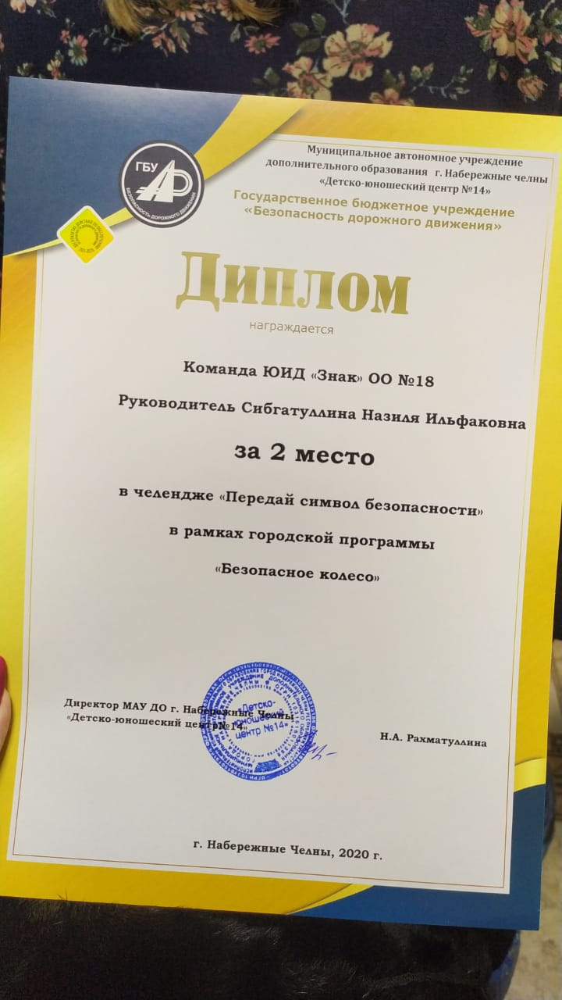 Муниципальное автономное учреждение
дополнительного образования г. Набережные челны
«Детско-юношеский центр №14»
Государственное бюджетное учреждение
«Безопасность дорожного движения»
ГБУ
БЕЗОПАСНОСТЬ ДОРОЖНОГО ДВИЖЕНИЯ
Диплом
награждается
Команда ЮИД «Знак» ОО №18
Руководитель Сибгатуллина Назиля Ильфаковна
за 2 место
в челендже «Передай символ безопасности»
в рамках городской программы
«Безопасное колесо»
Директор МАУ ДО г. Набережные Челны,
«Детско-юношеский центр№14»
«Детско-
юношеский
центр №14»
Н.А. Рахматуллина
г. Набережные Челны, 2020 г.